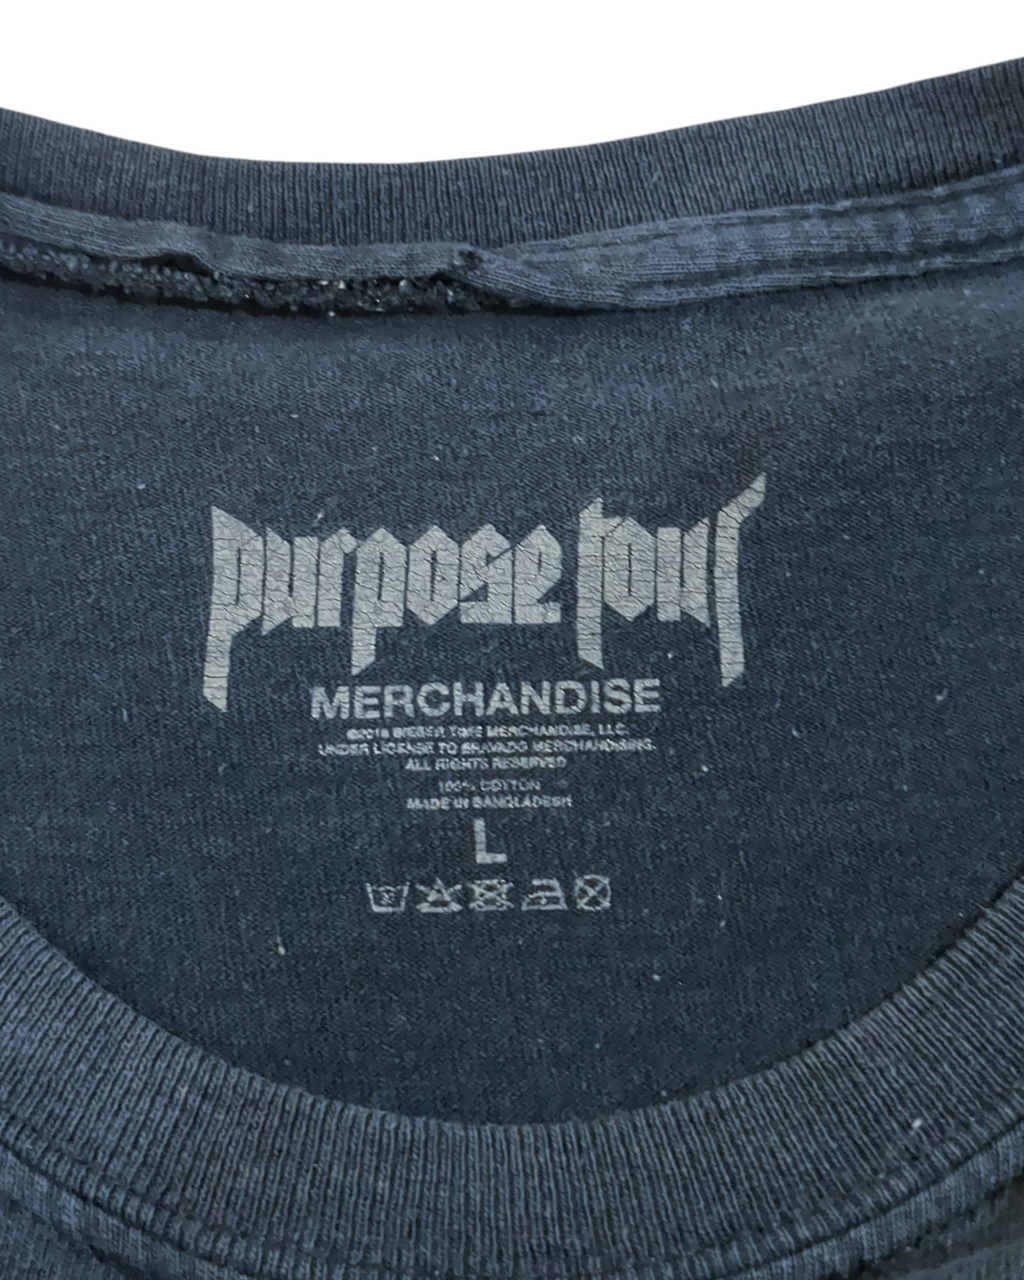 purpose tour
MERCHANDISE
©2016 BIEBER TIME MERCHANDISE, LLC.
UNDER LICENSE TO BRAVADO MERCHANDISING.
ALL RIGHTS RESERVED
100% COTTON
MADE IN BANGLADESH
L